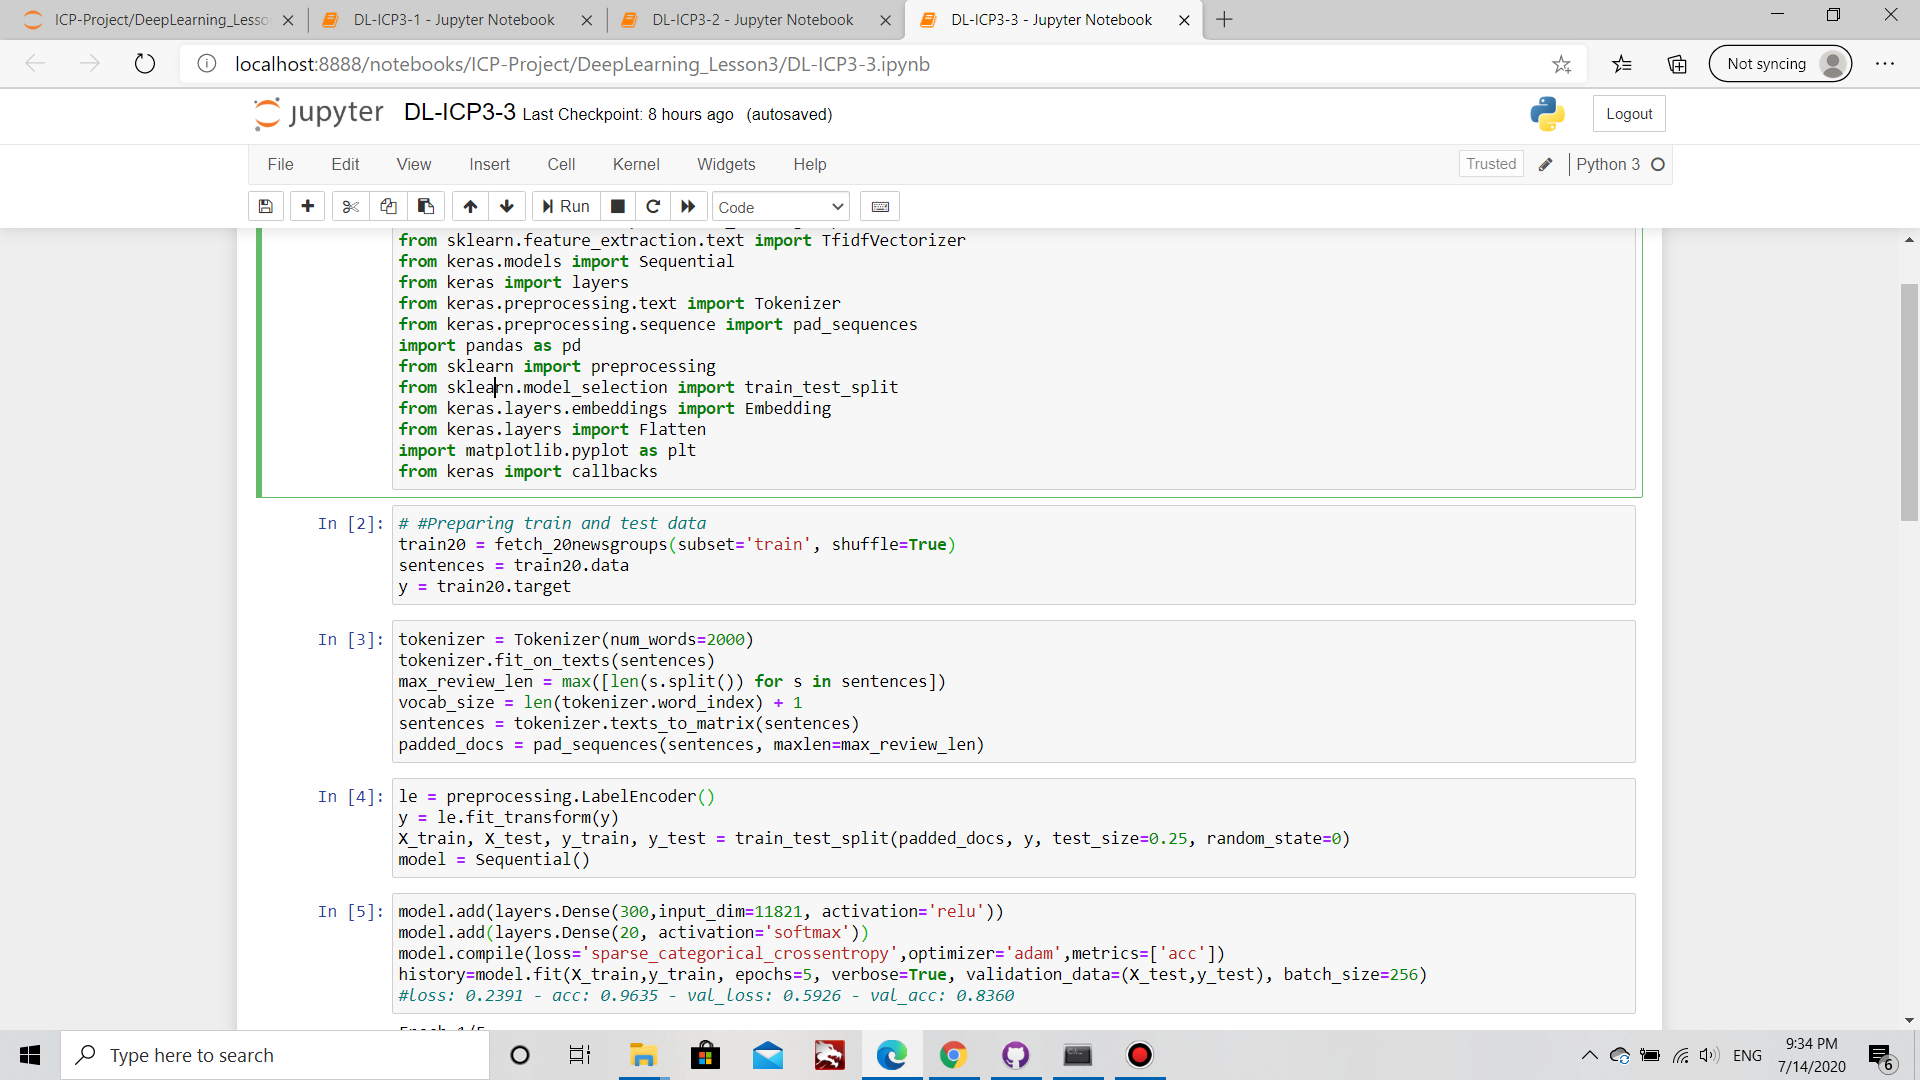 ICP-Project/DeepLearning_Lesso
DL-ICP3-1 - Jupyter Notebook
DL-ICP3-2 - Jupyter Notebook
DL-ICP3-3 - Jupyter Notebook
localhost:8888/notebooks/ICP-Project/DeepLearning_Lesson3/DL-ICP3-3.ipynb
Not syncing
jupyter DL-ICP3-3 Last Checkpoint: 8 hours ago (autosaved)
Logout
File Edit View Insert Cell Kernel Widgets Help
Trusted Python 3
Run Code
from sklearn.feature_extraction.text import TfidfVectorizer
from keras.models import Sequential
from keras import layers
from keras.preprocessing.text import Tokenizer
from keras.preprocessing.sequence import pad_sequences
import pandas as pd
from sklearn import preprocessing
from sklearn.model_selection import train_test_split
from keras.layers.embeddings import Embedding
from keras.layers import Flatten
import matplotlib.pyplot as plt
from keras import callbacks
In [2]: # #Preparing train and test data
train20 = fetch_20newsgroups(subset='train', shuffle=True)
sentences = train20.data
y = train20.target
In [3]: tokenizer = Tokenizer(num_words=2000)
tokenizer.fit_on_texts(sentences)
max_review_len = max([len(s.split()) for s in sentences])
vocab_size = len(tokenizer.word_index) + 1
sentences = tokenizer.texts_to_matrix(sentences)
padded_docs = pad_sequences(sentences, maxlen=max_review_len)
In [4]: le = preprocessing.LabelEncoder()
y = le.fit_transform(y)
X_train, X_test, y_train, y_test = train_test_split(padded_docs, y, test_size=0.25, random_state=0)
model = Sequential()
In [5]: model.add(layers.Dense(300,input_dim=11821, activation='relu'))
model.add(layers.Dense(20, activation='softmax'))
model.compile(loss='sparse_categorical_crossentropy',optimizer='adam',metrics=['acc'])
history=model.fit(X_train,y_train, epochs=5, verbose=True, validation_data=(X_test,y_test), batch_size=256)
#loss: 0.2391 - acc: 0.9635 - val_loss: 0.5926 - val_acc: 0.8360
Epoch 1/5
Type here to search
ENG
9:34 PM
7/14/2020
6